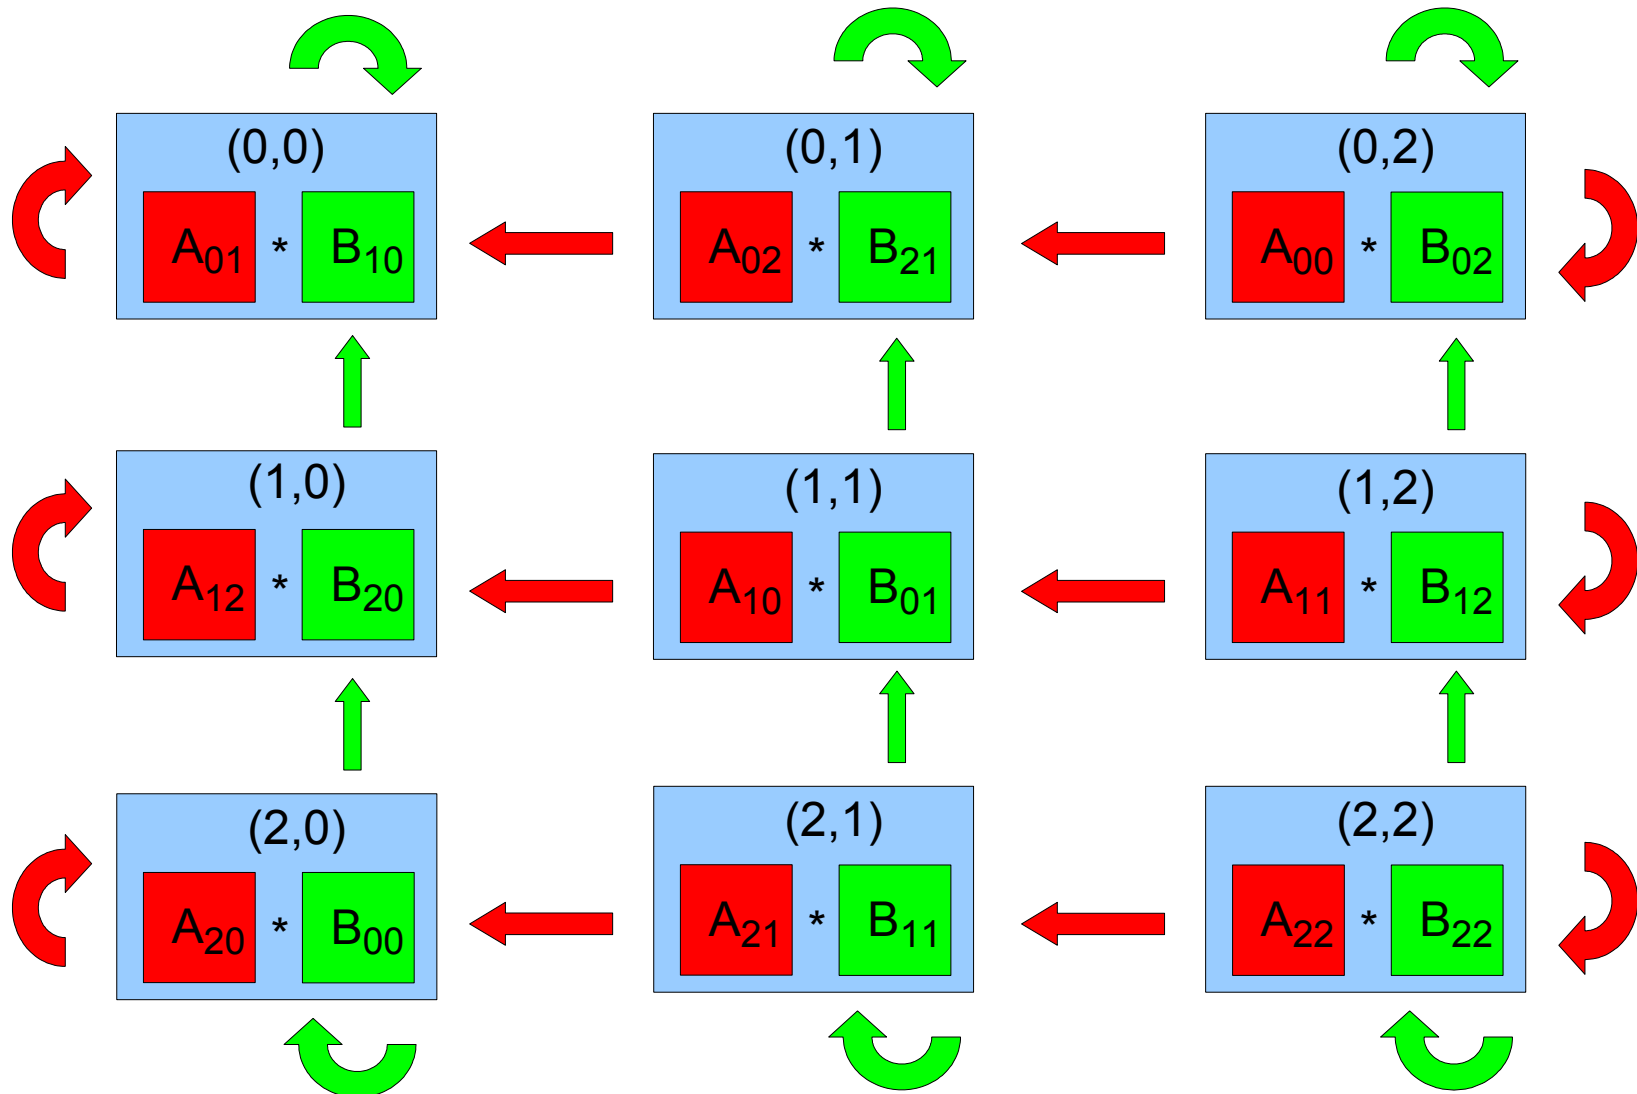 (0,0) (0,1) (0,2)
A₀₁ * B₁₀ A₀₂ * B₂₁ A₀₀ * B₀₂
(1,0) (1,1) (1,2)
A₁₂ * B₂₀ A₁₀ * B₀₁ A₁₁ * B₁₂
(2,0) (2,1) (2,2)
A₂₀ * B₀₀ A₂₁ * B₁₁ A₂₂ * B₂₂